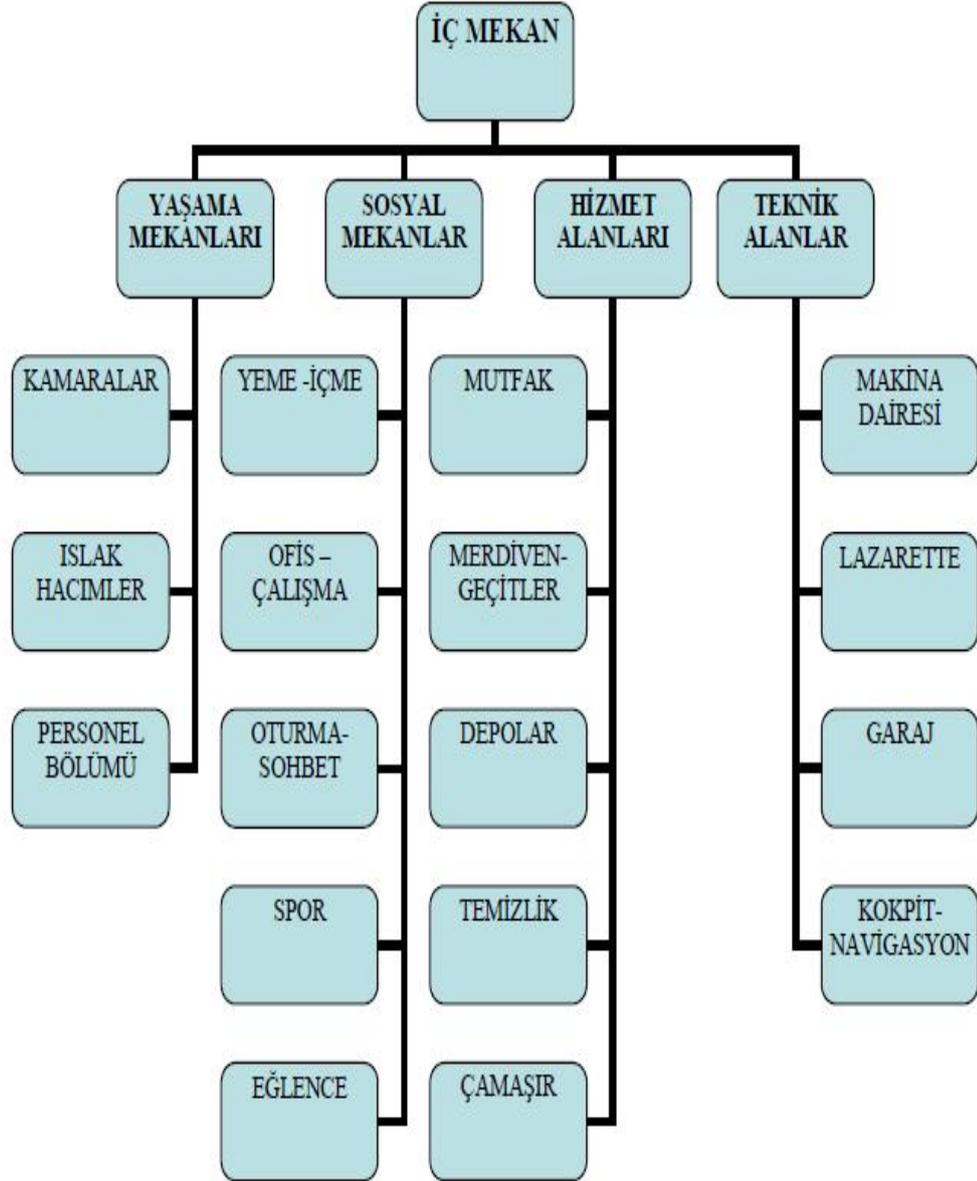 İÇ MEKAN
YAŞAMA
MEKANLARI
SOSYAL
MEKANLAR
HİZMET
ALANLARI
TEKNİK
ALANLAR
KAMARALAR
ISLAK
HACIMLER
PERSONEL
BÖLÜMÜ
YEME -İÇME
OFİS –
ÇALIŞMA
OTURMA-
SOHBET
SPOR
EĞLENCE
MUTFAK
MERDİVEN-
GEÇİTLER
DEPOLAR
TEMİZLİK
ÇAMAŞIR
MAKİNA
DAİRESİ
LAZARETTE
GARAJ
KOKPİT-
NAVİGASYON